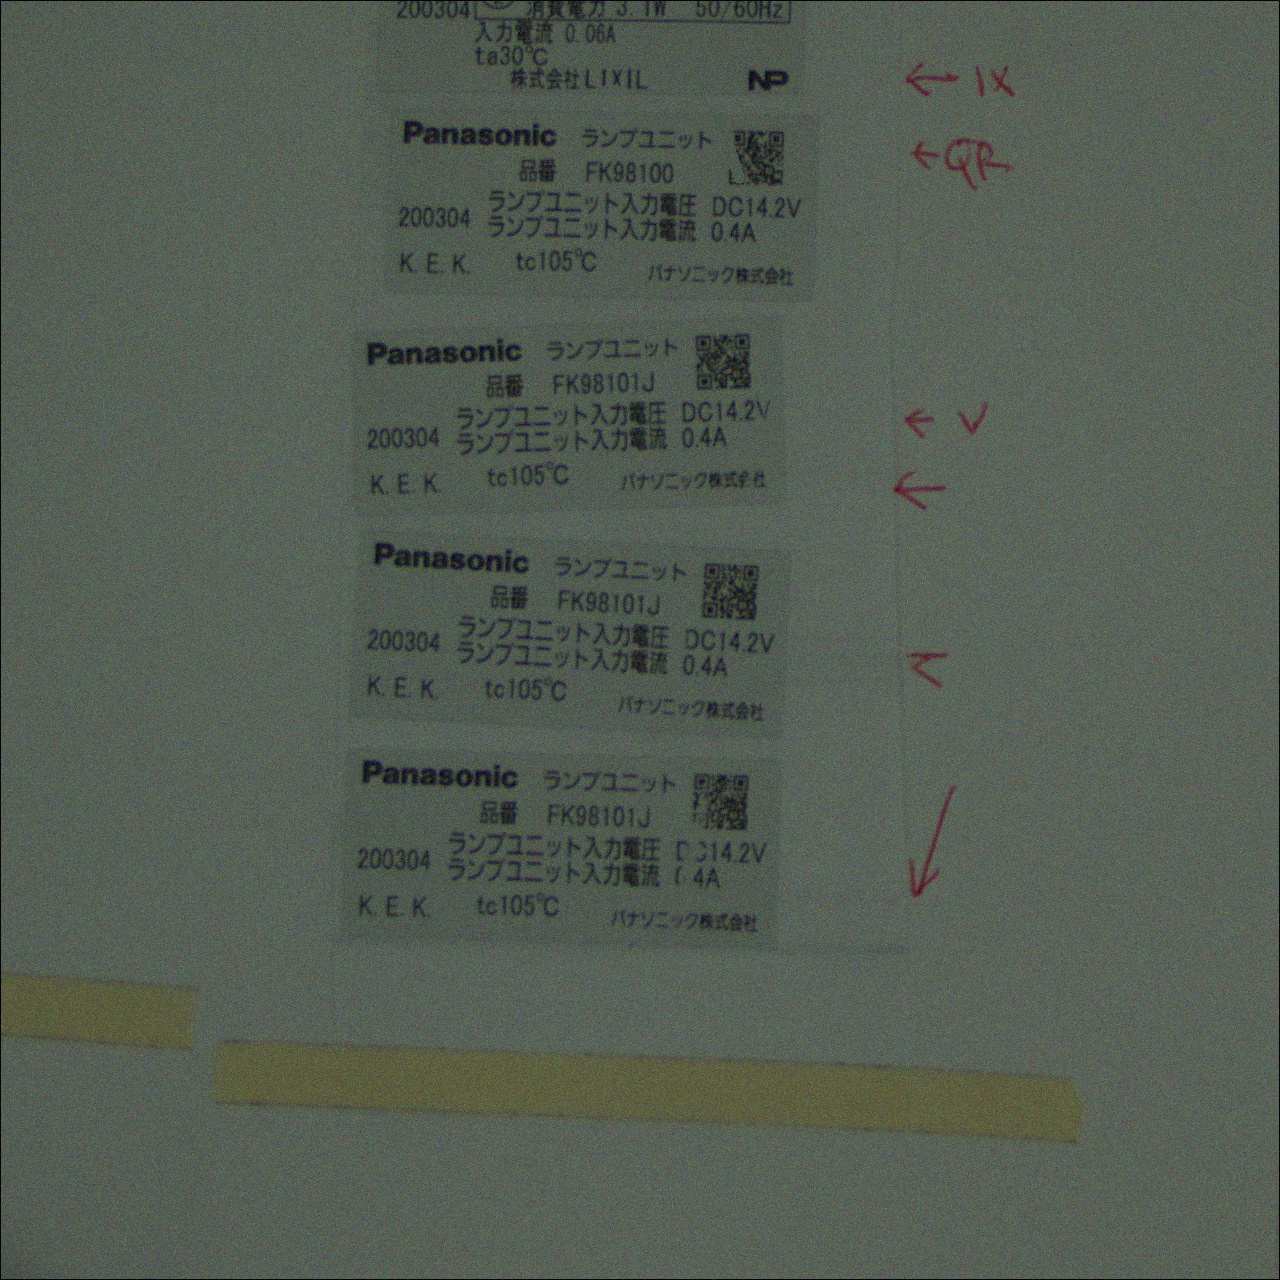 200304 消費電力 3.1W 50/60Hz
入力電流 0.06A
ta30℃
株式会社LIXIL NP
← IX
Panasonic ランプユニット
← QR
品番 FK98100
ランプユニット入力電圧 DC14.2V
200304 ランプユニット入力電流 0.4A
K.E.K. tc105℃ パナソニック株式会社
Panasonic ランプユニット
品番 FK98101J
ランプユニット入力電圧 DC14.2V
← V
200304 ランプユニット入力電流 0.4A
K.E.K. tc105℃ パナソニック株式会社
Panasonic ランプユニット
品番 FK98101J
ランプユニット入力電圧 DC14.2V
200304 ランプユニット入力電流 0.4A
K.E.K. tc105℃ パナソニック株式会社
Panasonic ランプユニット
品番 FK98101J
ランプユニット入力電圧 DC14.2V
200304 ランプユニット入力電流 0.4A
K.E.K. tc105℃ パナソニック株式会社